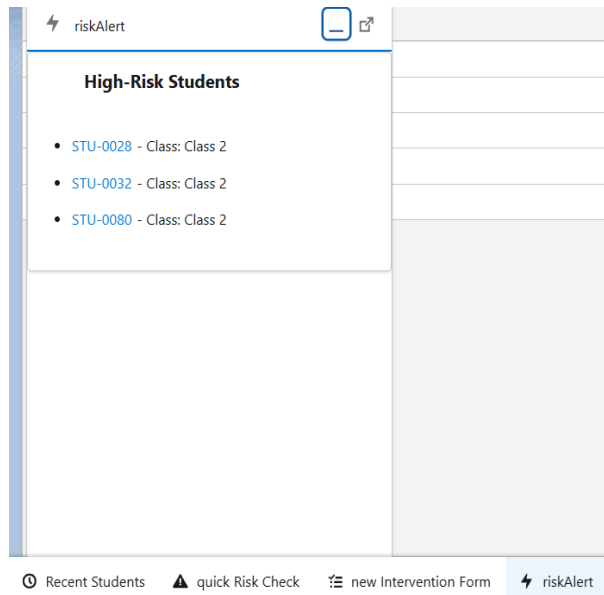 riskAlert
High-Risk Students
• STU-0028 - Class: Class 2
• STU-0032 - Class: Class 2
• STU-0080 - Class: Class 2
Recent Students quick Risk Check new Intervention Form riskAlert